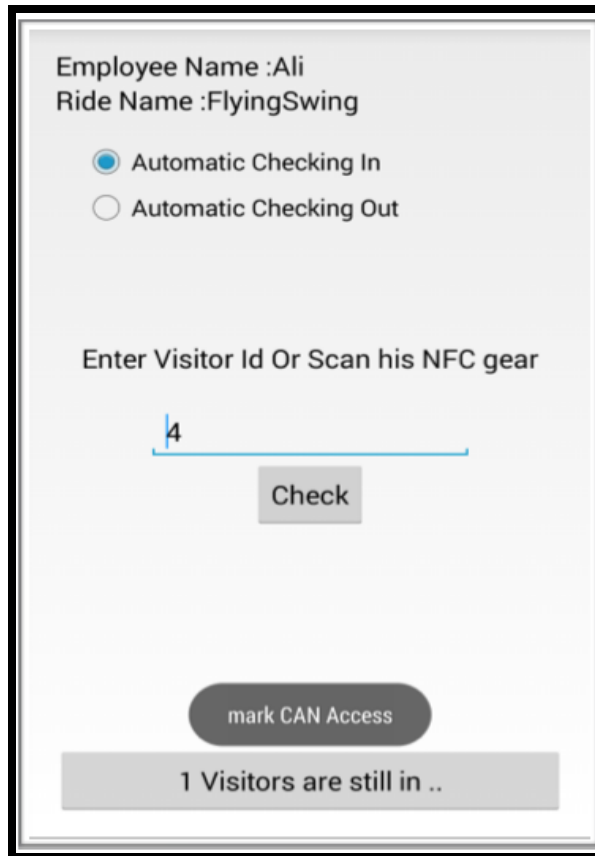 Employee Name :Ali
Ride Name :FlyingSwing
Automatic Checking In
Automatic Checking Out
Enter Visitor Id Or Scan his NFC gear
4
Check
mark CAN Access
1 Visitors are still in ..